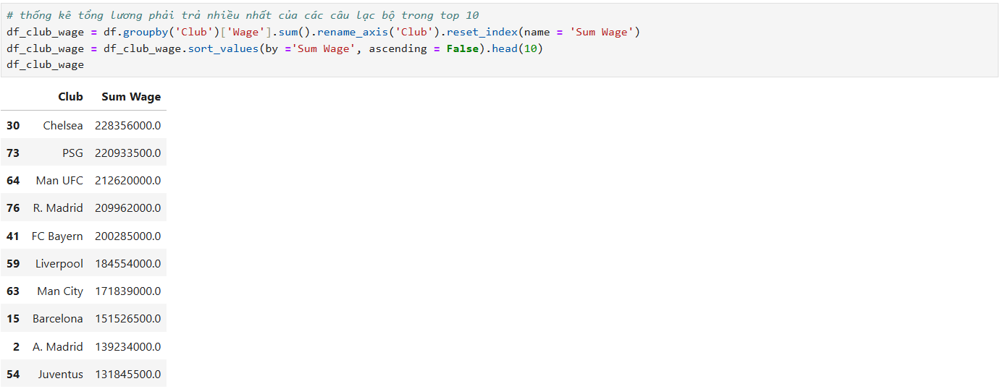 # thống kê tổng lương phải trả nhiều nhất của các câu lạc bộ trong top 10
df_club_wage = df.groupby('Club')['Wage'].sum().rename_axis('Club').reset_index(name = 'Sum Wage')
df_club_wage = df_club_wage.sort_values(by ='Sum Wage', ascending = False).head(10)
df_club_wage
Club Sum Wage
30 Chelsea 228356000.0
73 PSG 220933500.0
64 Man UFC 212620000.0
76 R. Madrid 209962000.0
41 FC Bayern 200285000.0
59 Liverpool 184554000.0
63 Man City 171839000.0
15 Barcelona 151526500.0
2 A. Madrid 139234000.0
54 Juventus 131845500.0